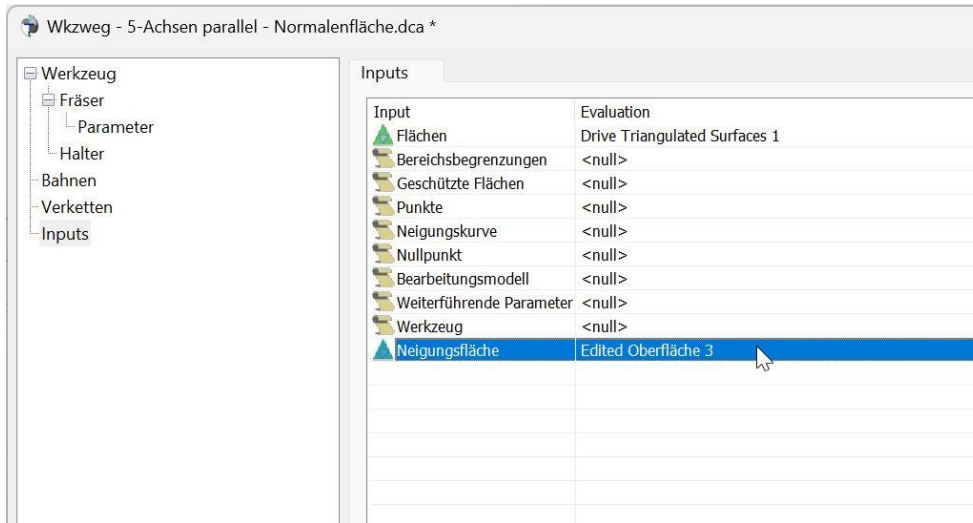 Wkzweg - 5-Achsen parallel - Normalenfläche.dca *
Werkzeug
Fräser
Parameter
Halter
Bahnen
Verketten
Inputs
Inputs
Input Evaluation
Flächen Drive Triangulated Surfaces 1
Bereichsbegrenzungen <null>
Geschützte Flächen <null>
Punkte <null>
Neigungskurve <null>
Nullpunkt <null>
Bearbeitungsmodell <null>
Weiterführende Parameter <null>
Werkzeug <null>
Neigungsfläche Edited Oberfläche 3